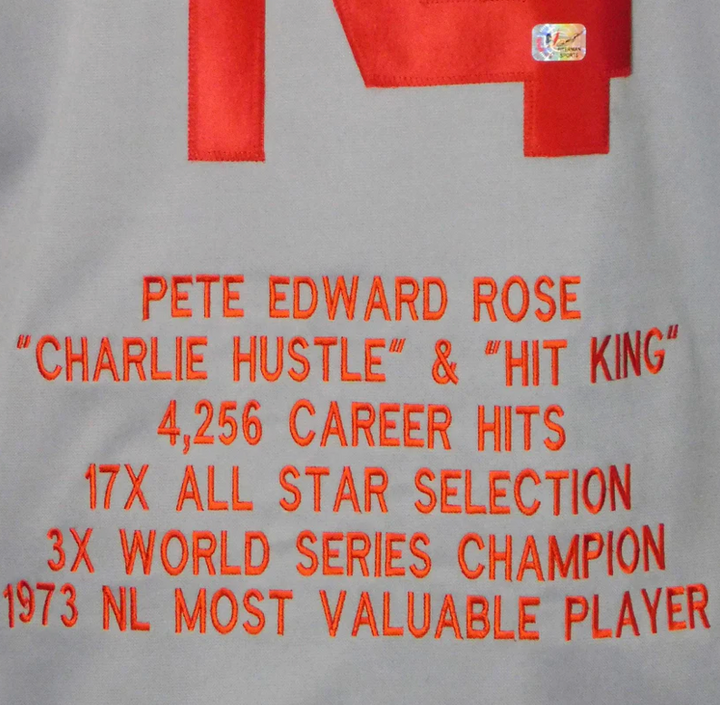 14
PETE EDWARD ROSE
"CHARLIE HUSTLE" & "HIT KING"
4,256 CAREER HITS
17X ALL STAR SELECTION
3X WORLD SERIES CHAMPION
1973 NL MOST VALUABLE PLAYER